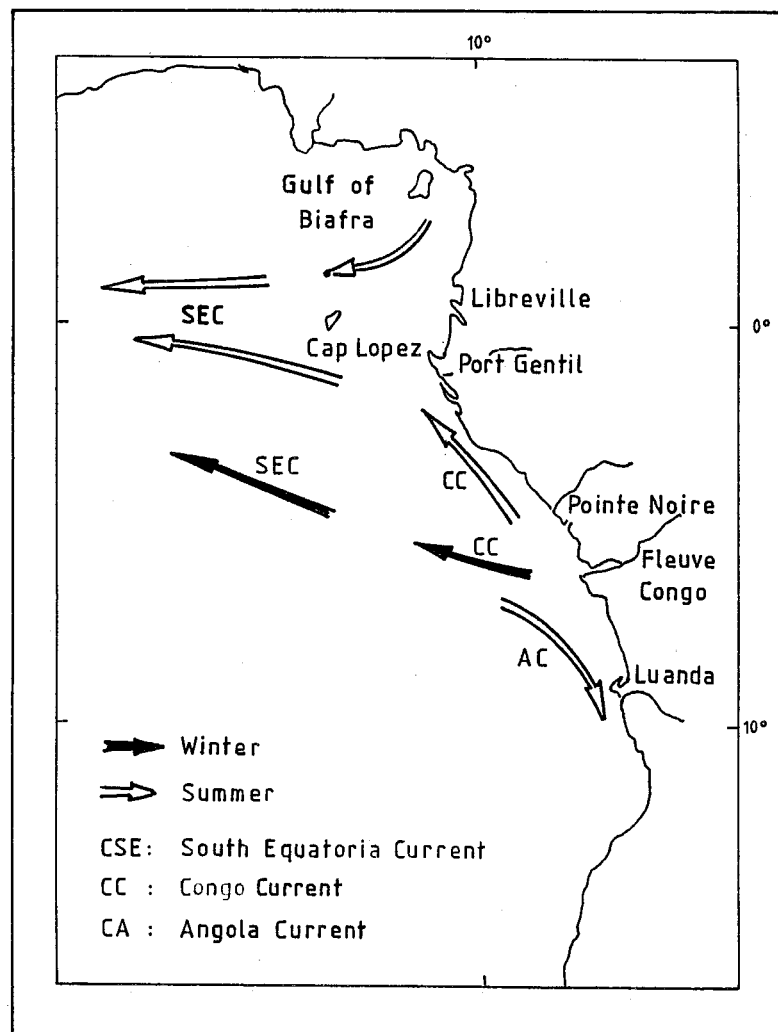 10°
Gulf of
Biafra
Libreville
SEC
0°
Cap Lopez
Port Gentil
SEC
CC
Pointe Noire
CC
Fleuve
Congo
AC
Luanda
10°
Winter
Summer
CSE: South Equatoria Current
CC : Congo Current
CA : Angola Current